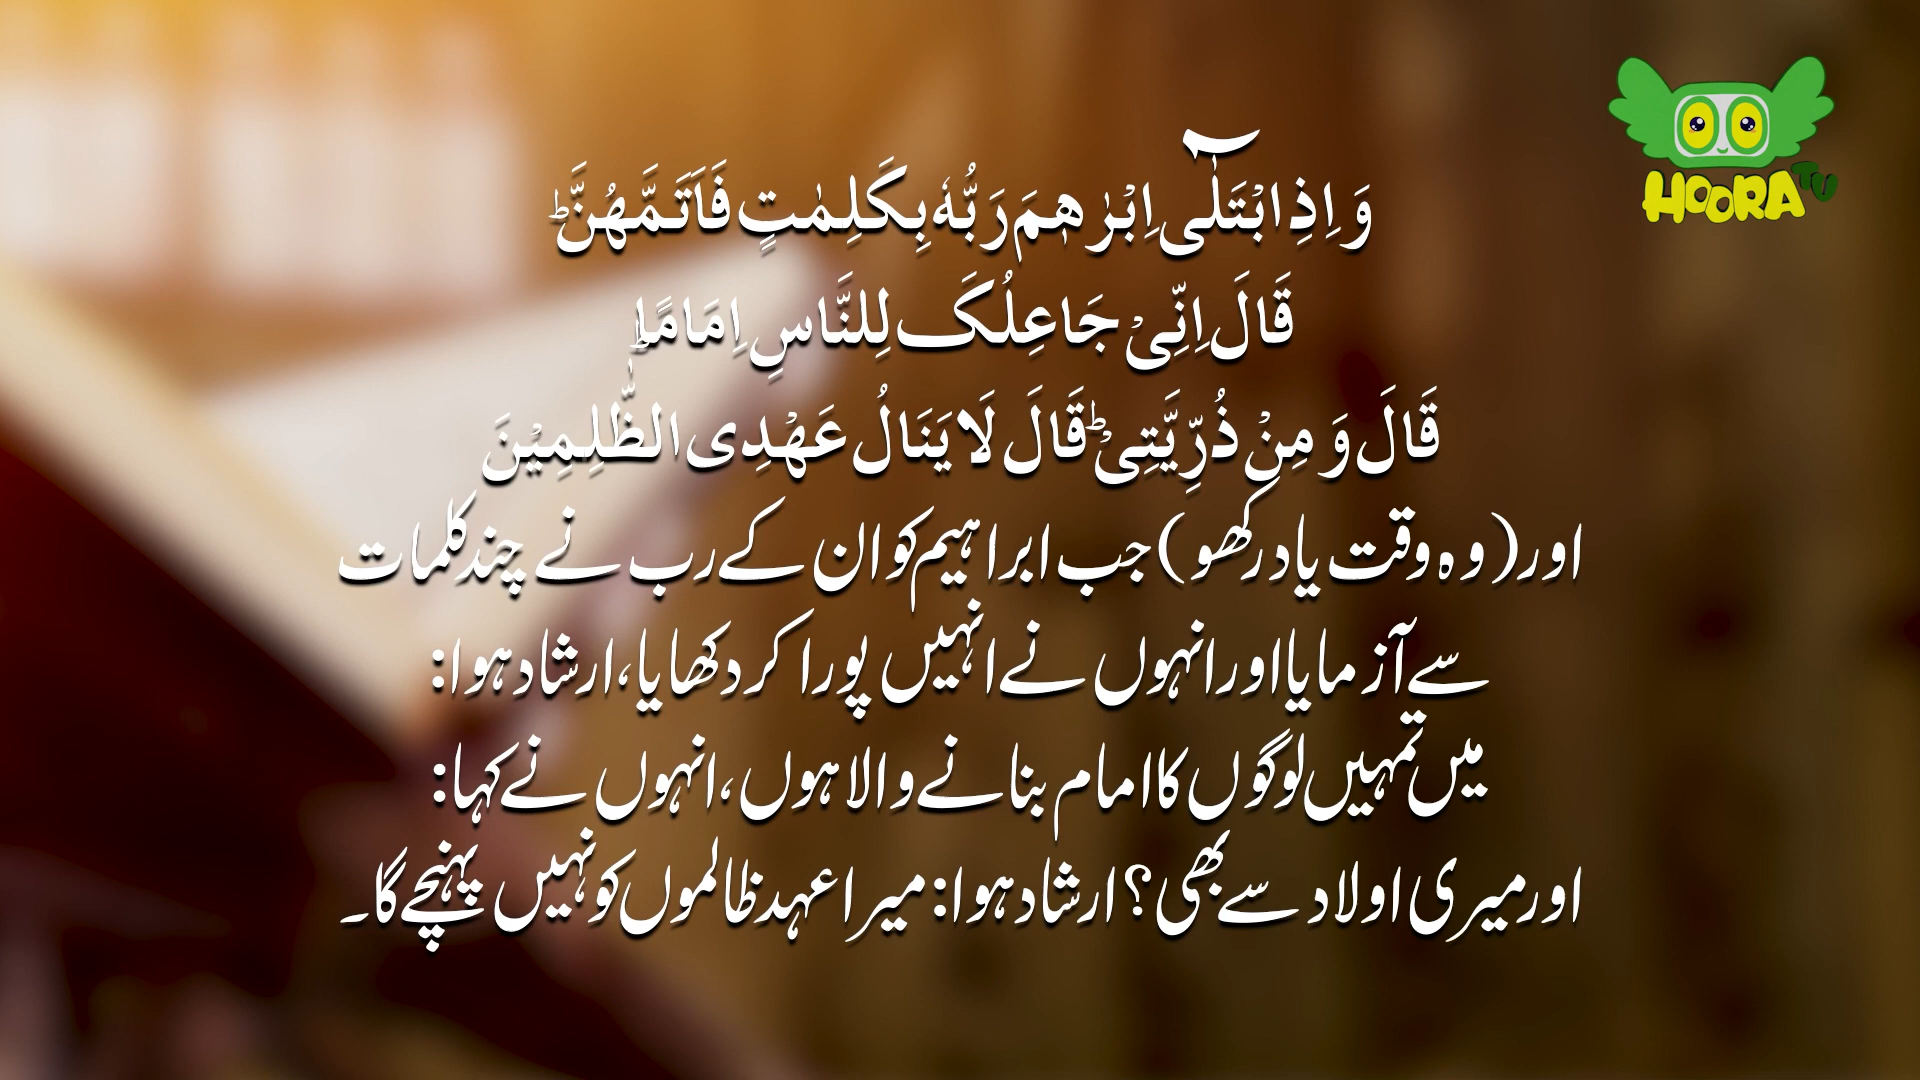 HOORA TV
وَ اِذِ ابْتَلٰۤی اِبْرٰهٖمَ رَبُّهٗ بِكَلِمٰتٍ فَاَتَمَّهُنَّ ؕ
قَالَ اِنِّیْ جَاعِلُکَ لِلنَّاسِ اِمَامًا ؕ
قَالَ وَ مِنْ ذُرِّیَّتِیْ ؕ قَالَ لَا یَنَالُ عَهْدِی الظّٰلِمِیْنَ
اور ( وہ وقت یاد رکھو ) جب ابراہیم کو ان کے رب نے چند کلمات
سے آزمایا اور انہوں نے انہیں پورا کر دکھایا، ارشاد ہوا:
میں تمہیں لوگوں کا امام بنانے والا ہوں، انہوں نے کہا:
اور میری اولاد سے بھی؟ ارشاد ہوا: میرا عہد ظالموں کو نہیں پہنچے گا۔